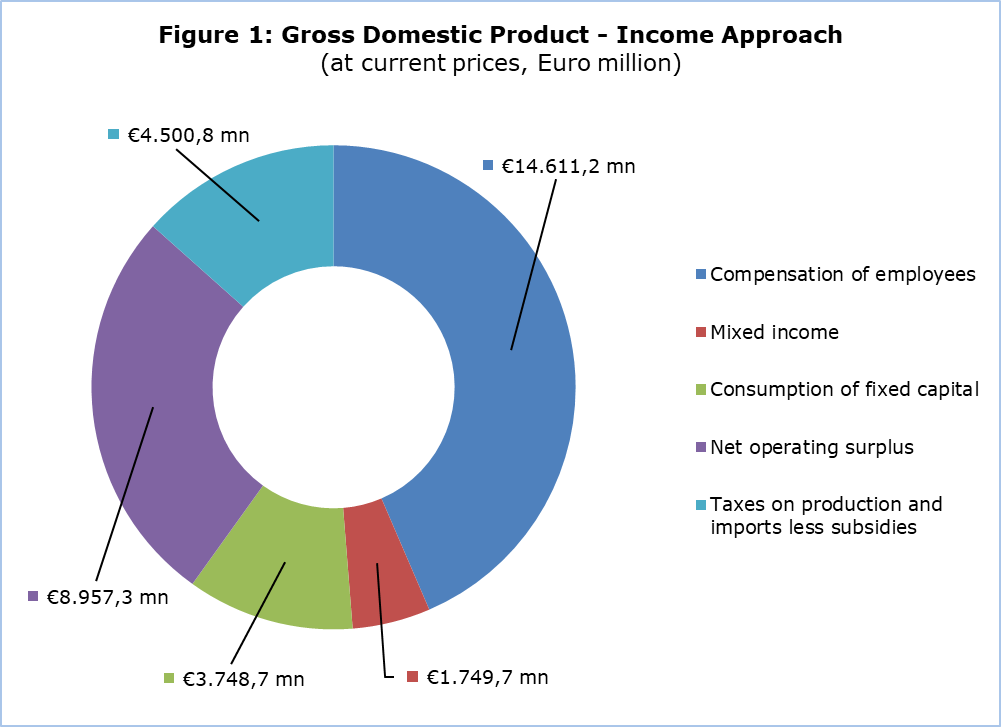 Figure 1: Gross Domestic Product - Income Approach
(at current prices, Euro million)
€4.500,8 mn
€14.611,2 mn
€8.957,3 mn
€3.748,7 mn
€1.749,7 mn
Compensation of employees
Mixed income
Consumption of fixed capital
Net operating surplus
Taxes on production and
imports less subsidies